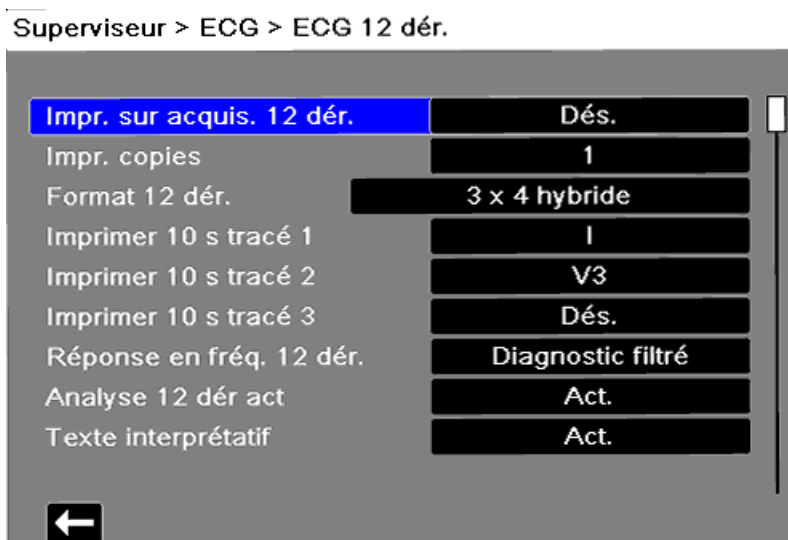 Superviseur > ECG > ECG 12 dér.
Impr. sur acquis. 12 dér. Dés.
Impr. copies 1
Format 12 dér. 3 x 4 hybride
Imprimer 10 s tracé 1 I
Imprimer 10 s tracé 2 V3
Imprimer 10 s tracé 3 Dés.
Réponse en fréq. 12 dér. Diagnostic filtré
Analyse 12 dér act Act.
Texte interprétatif Act.